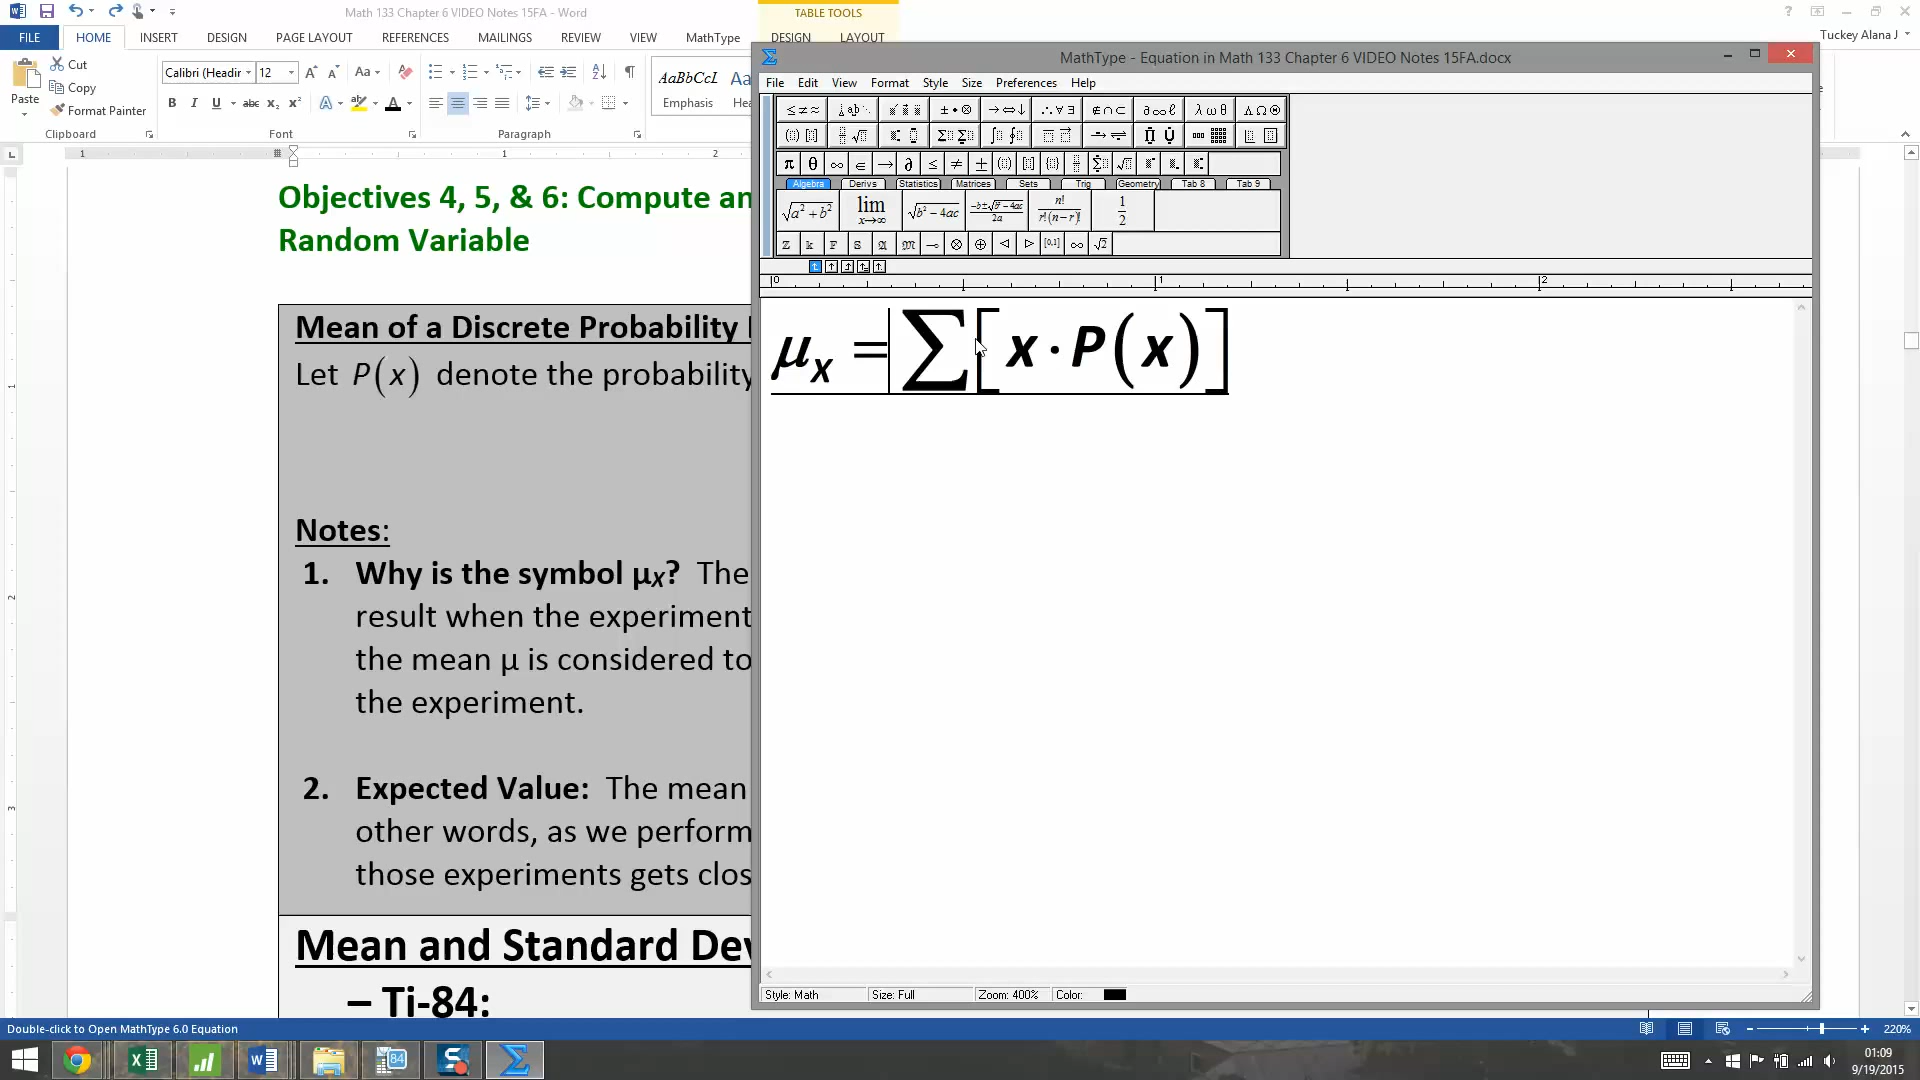 Math 133 Chapter 6 VIDEO Notes 15FA - Word
TABLE TOOLS
FILE HOME INSERT DESIGN PAGE LAYOUT REFERENCES MAILINGS REVIEW VIEW MathType DESIGN LAYOUT
Tuckey Alana J
Paste
Cut
Copy
Format Painter
Clipboard
Calibri (Headir 12
Font
Paragraph
AaBbCcI
Emphasis
Objectives 4, 5, & 6: Compute an
Random Variable
Mean of a Discrete Probability
Let P(x) denote the probability
Notes:
1. Why is the symbol μx? The
result when the experiment
the mean μ is considered to
the experiment.
2. Expected Value: The mean
other words, as we perform
those experiments gets clos
Mean and Standard Dev
– Ti-84:
MathType - Equation in Math 133 Chapter 6 VIDEO Notes 15FA.docx
File Edit View Format Style Size Preferences Help
Algebra Derivs Statistics Matrices Sets Trig Geometry Tab 8 Tab 9
μx = ∑[x · P(x)]
Style: Math Size: Full Zoom: 400% Color:
Double-click to Open MathType 6.0 Equation
220%
01:09
9/19/2015